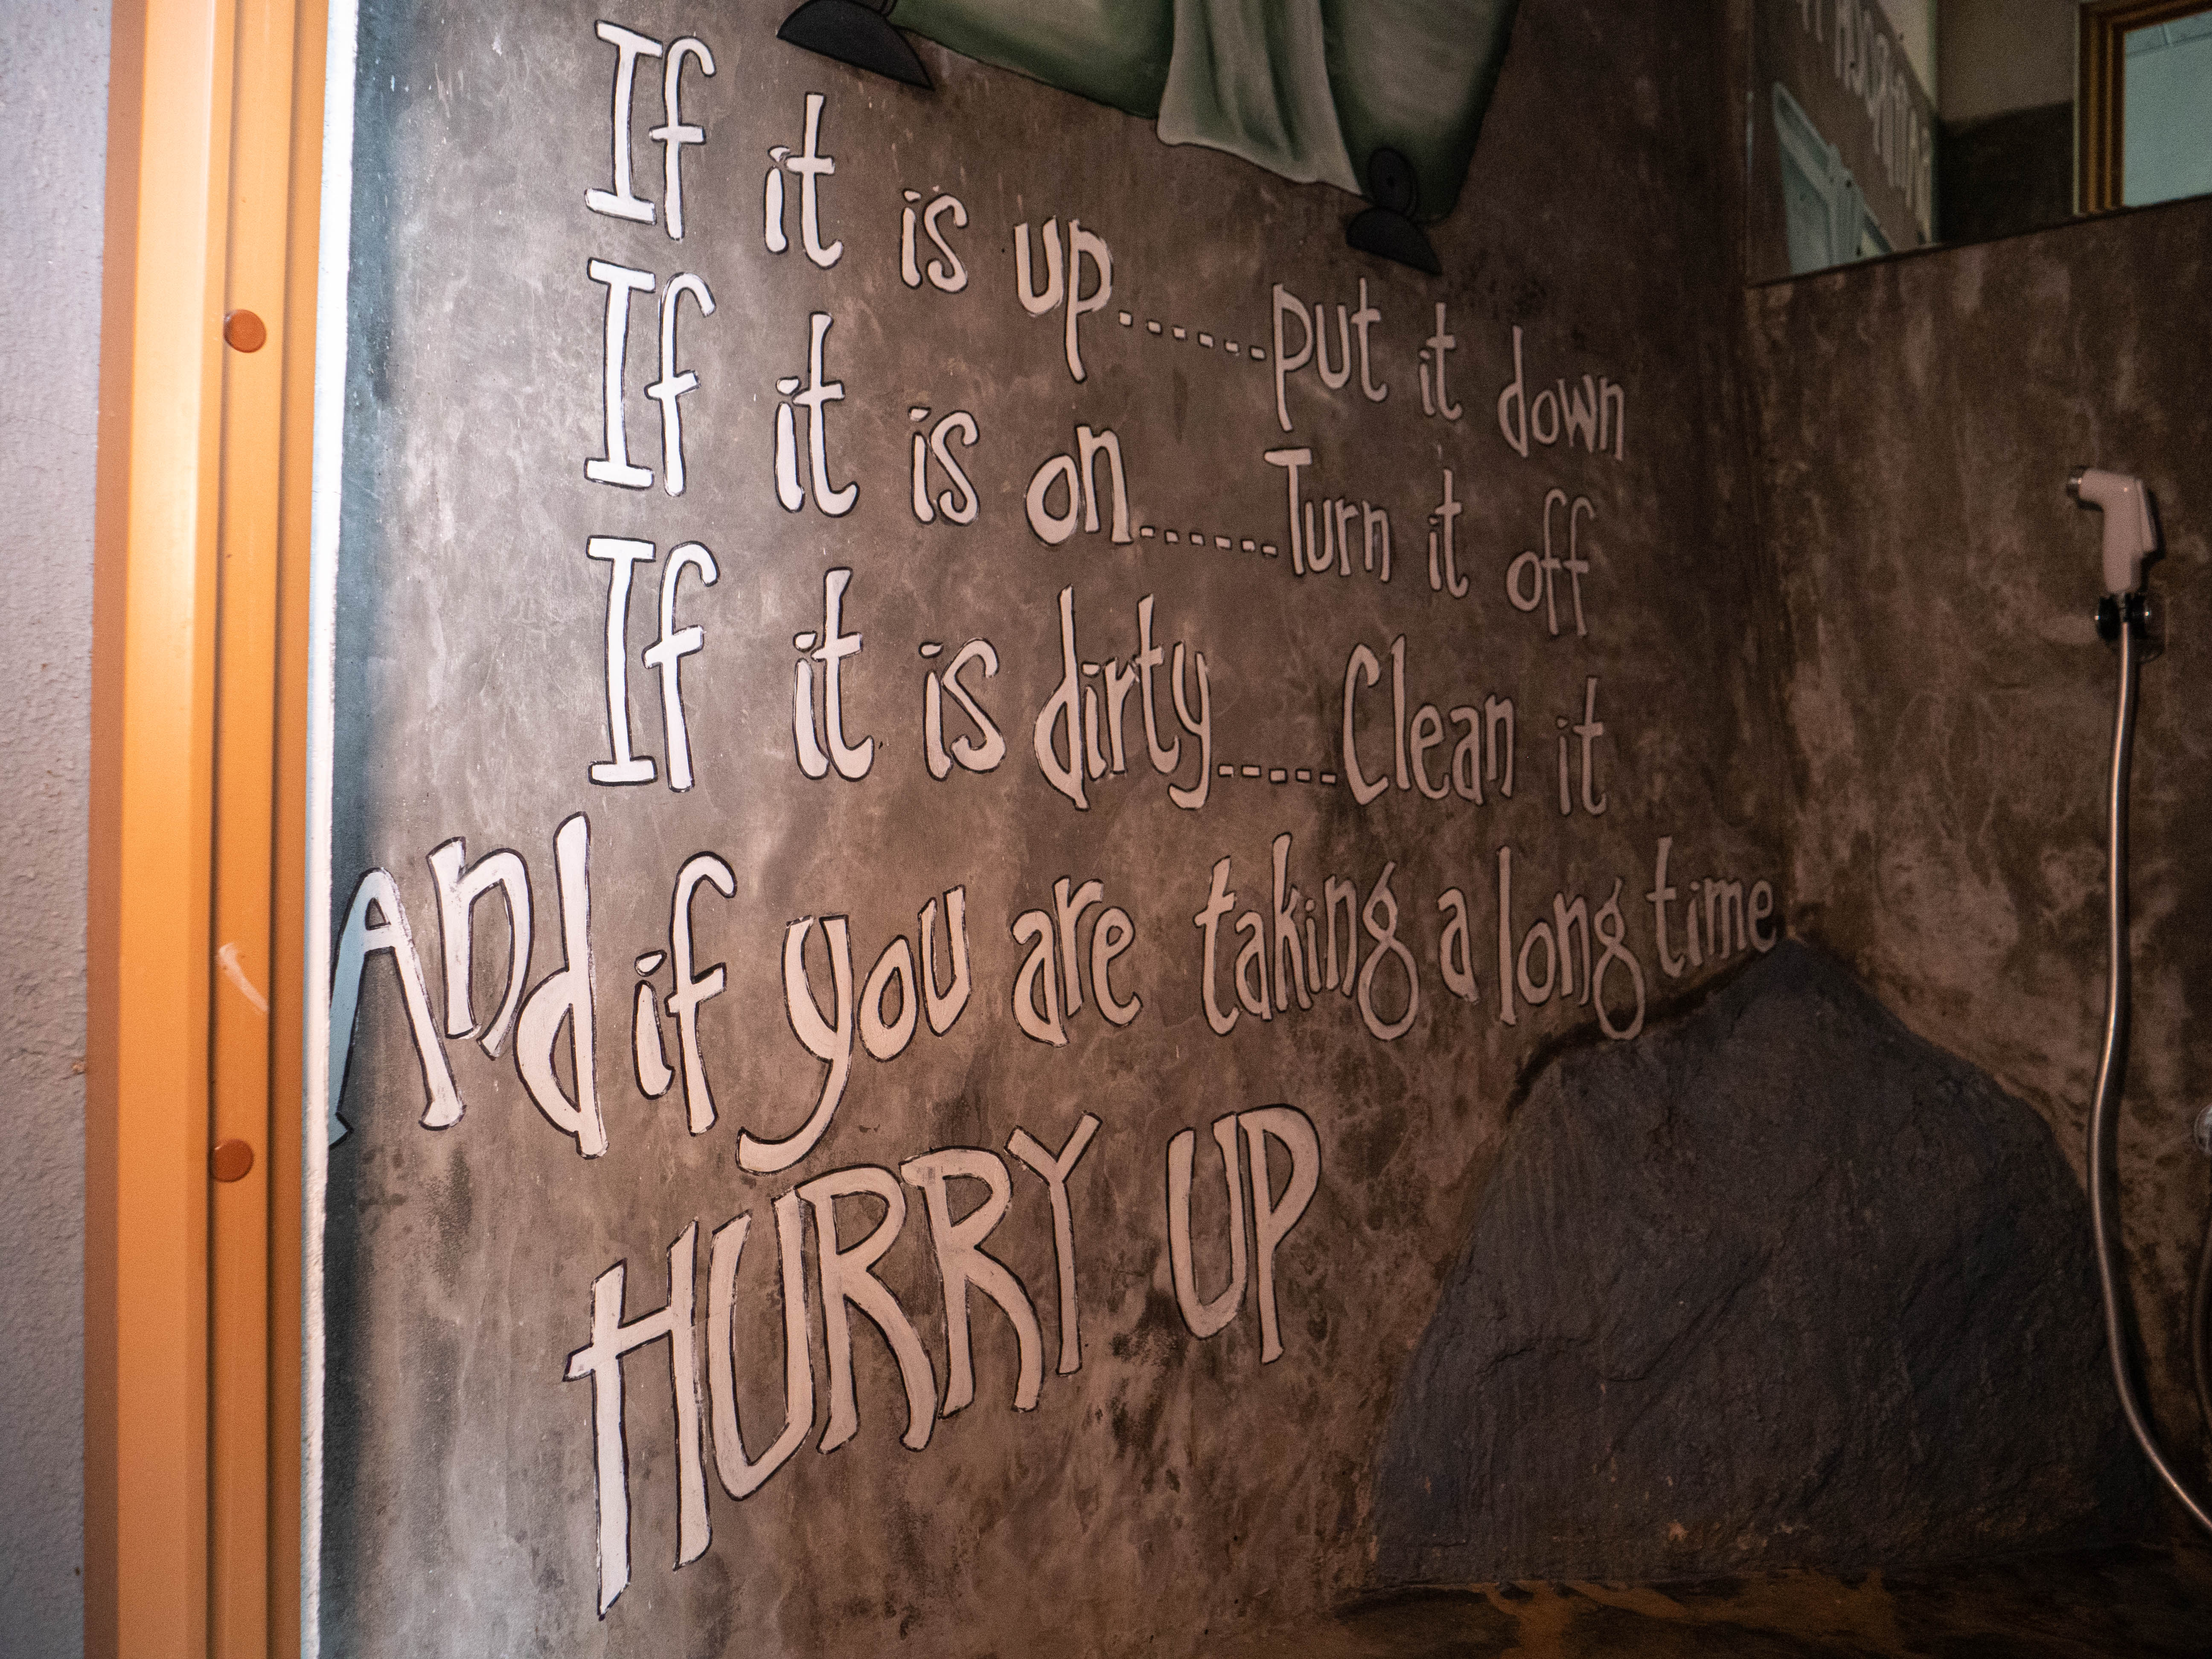 If it is up......put it down
If it is on......Turn it off
If it is dirty.....Clean it
And if you are taking a long time
HURRY UP